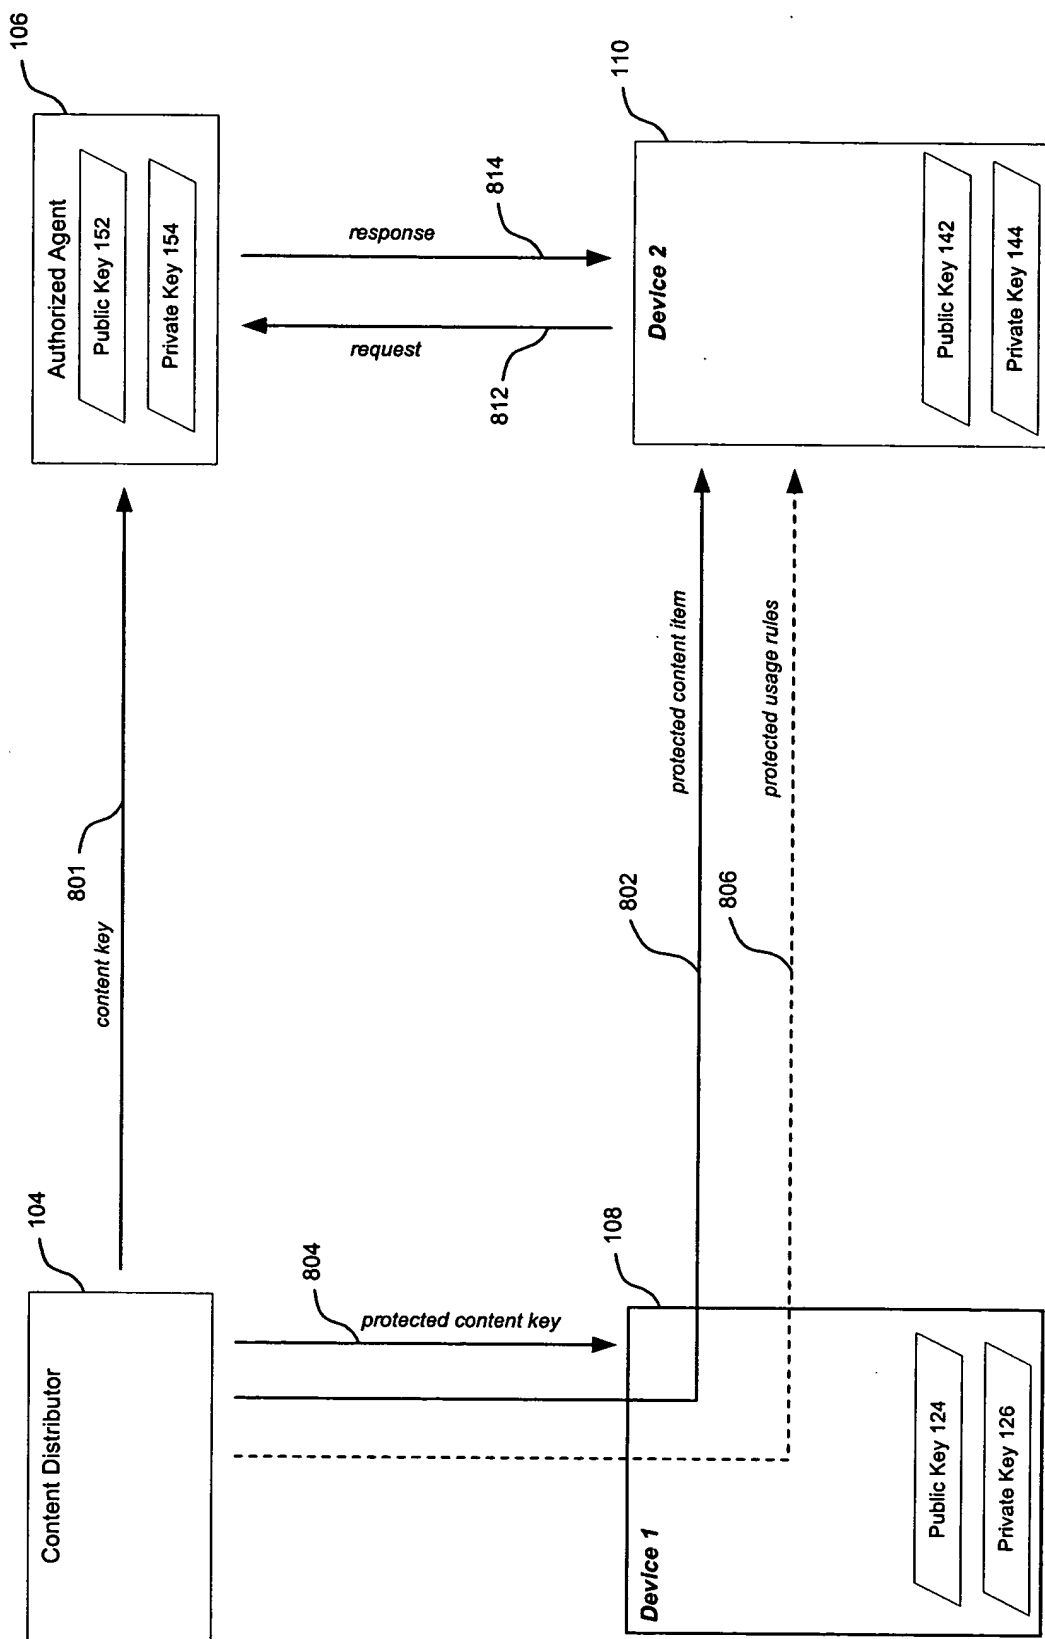 Content Distributor
104
content key
801
Authorized Agent
106
Public Key 152
Private Key 154
804
protected content key
request
812
response
814
Device 1
108
Public Key 124
Private Key 126
802
protected content item
806
protected usage rules
Device 2
110
Public Key 142
Private Key 144